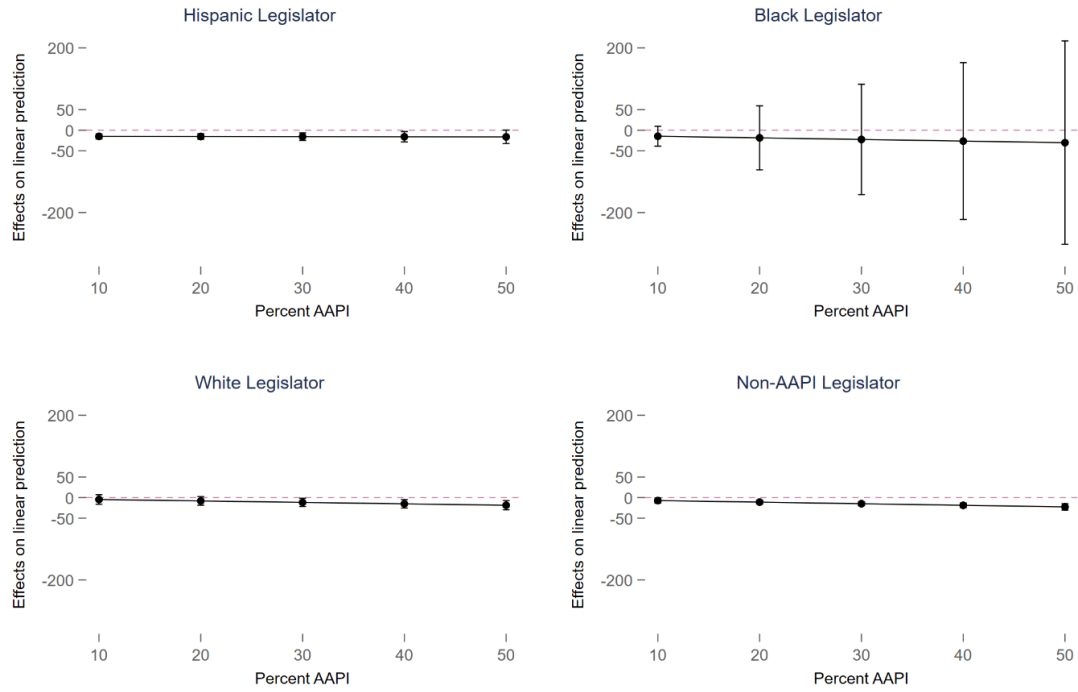 Hispanic Legislator
Effects on linear prediction
200
50
0
-50
-200
10 20 30 40 50
Percent AAPI
Black Legislator
Effects on linear prediction
200
50
0
-50
-200
10 20 30 40 50
Percent AAPI
White Legislator
Effects on linear prediction
200
50
0
-50
-200
10 20 30 40 50
Percent AAPI
Non-AAPI Legislator
Effects on linear prediction
200
50
0
-50
-200
10 20 30 40 50
Percent AAPI